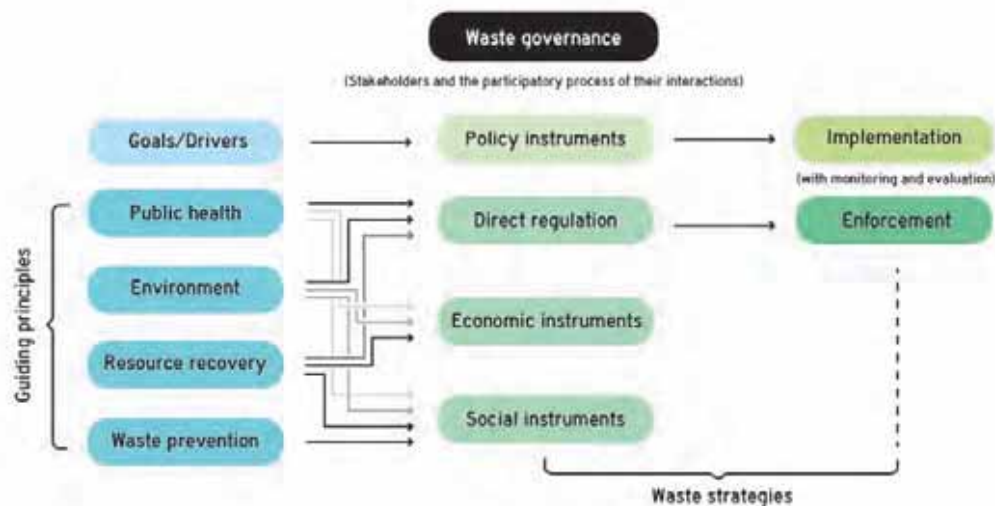 Waste governance
(Stakeholders and the participatory process of their interactions)
Goals/Drivers
Policy instruments
Implementation
(with monitoring and evaluation)
Guiding principles
Public health
Direct regulation
Enforcement
Environment
Economic instruments
Resource recovery
Social instruments
Waste prevention
Waste strategies